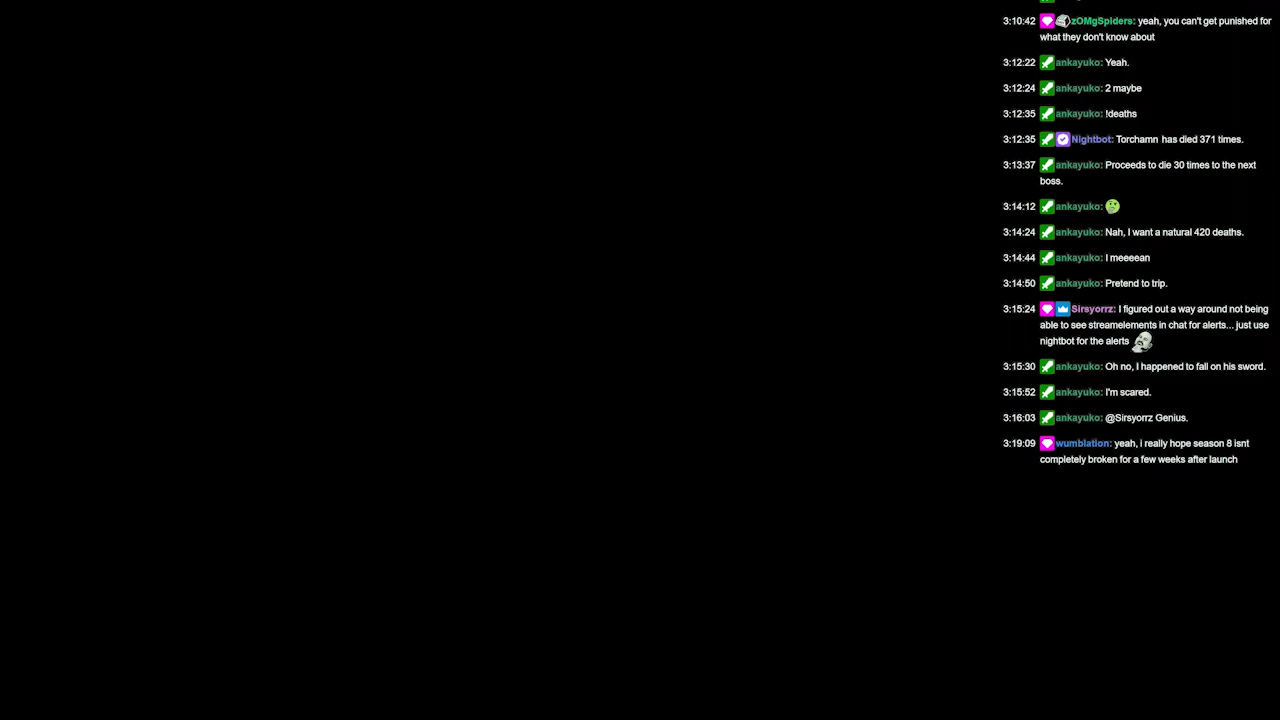 3:10:42 zOMgSpiders: yeah, you can't get punished for
what they don't know about
3:12:22 ankayuko: Yeah.
3:12:24 ankayuko: 2 maybe
3:12:35 ankayuko: !deaths
3:12:35 Nightbot: Torchamn has died 371 times.
3:13:37 ankayuko: Proceeds to die 30 times to the next
boss.
3:14:12 ankayuko:
3:14:24 ankayuko: Nah, I want a natural 420 deaths.
3:14:44 ankayuko: I meeeean
3:14:50 ankayuko: Pretend to trip.
3:15:24 Sirsyorrz: I figured out a way around not being
able to see streamelements in chat for alerts... just use
nightbot for the alerts
3:15:30 ankayuko: Oh no, I happened to fall on his sword.
3:15:52 ankayuko: I'm scared.
3:16:03 ankayuko: @Sirsyorrz Genius.
3:19:09 wumblation: yeah, i really hope season 8 isnt
completely broken for a few weeks after launch